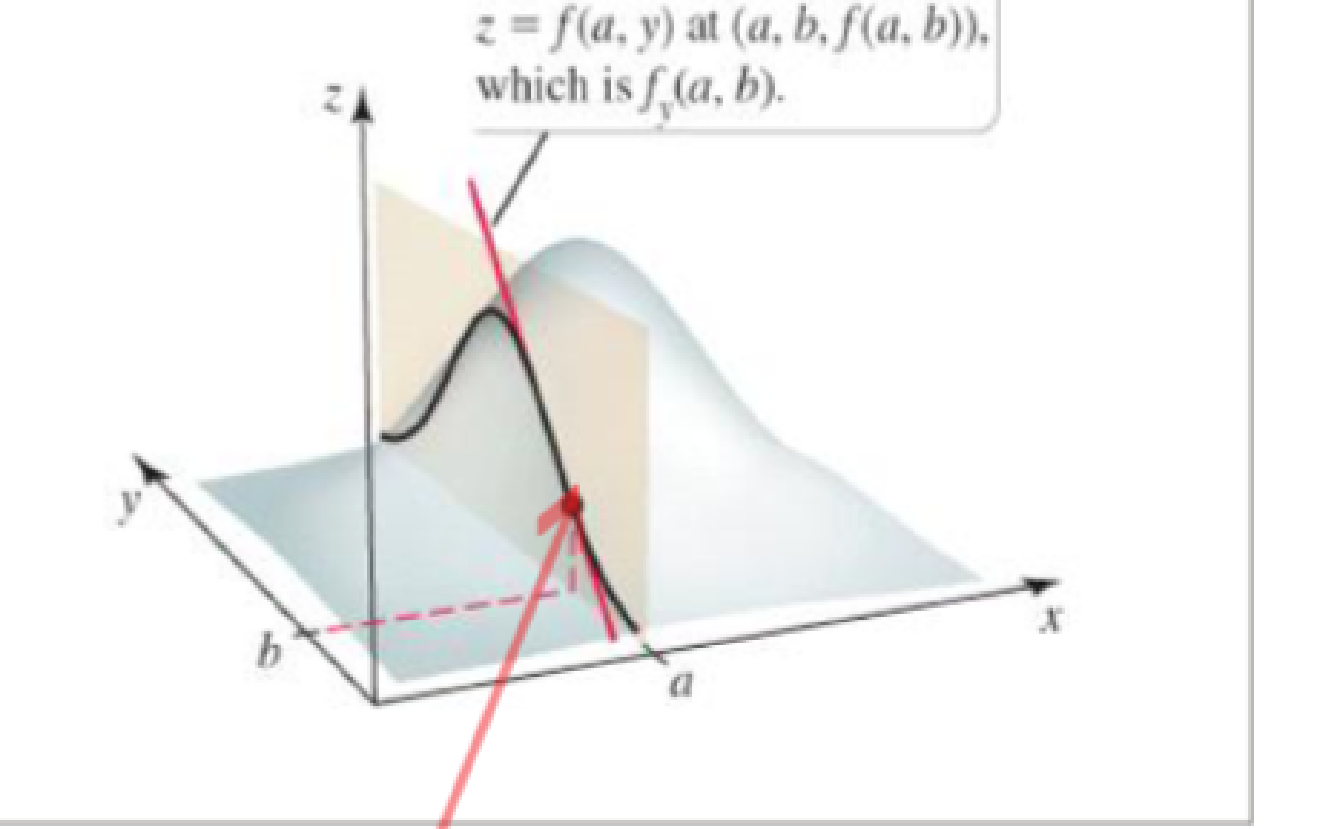 z = f(a, y) at (a, b, f(a, b)),
which is f_y(a, b).
z
y
x
b
a